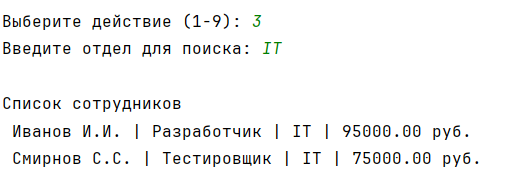 Выберите действие (1-9): 3
Введите отдел для поиска: IT
Список сотрудников
Иванов И.И. | Разработчик | IT | 95000.00 руб.
Смирнов С.С. | Тестировщик | IT | 75000.00 руб.